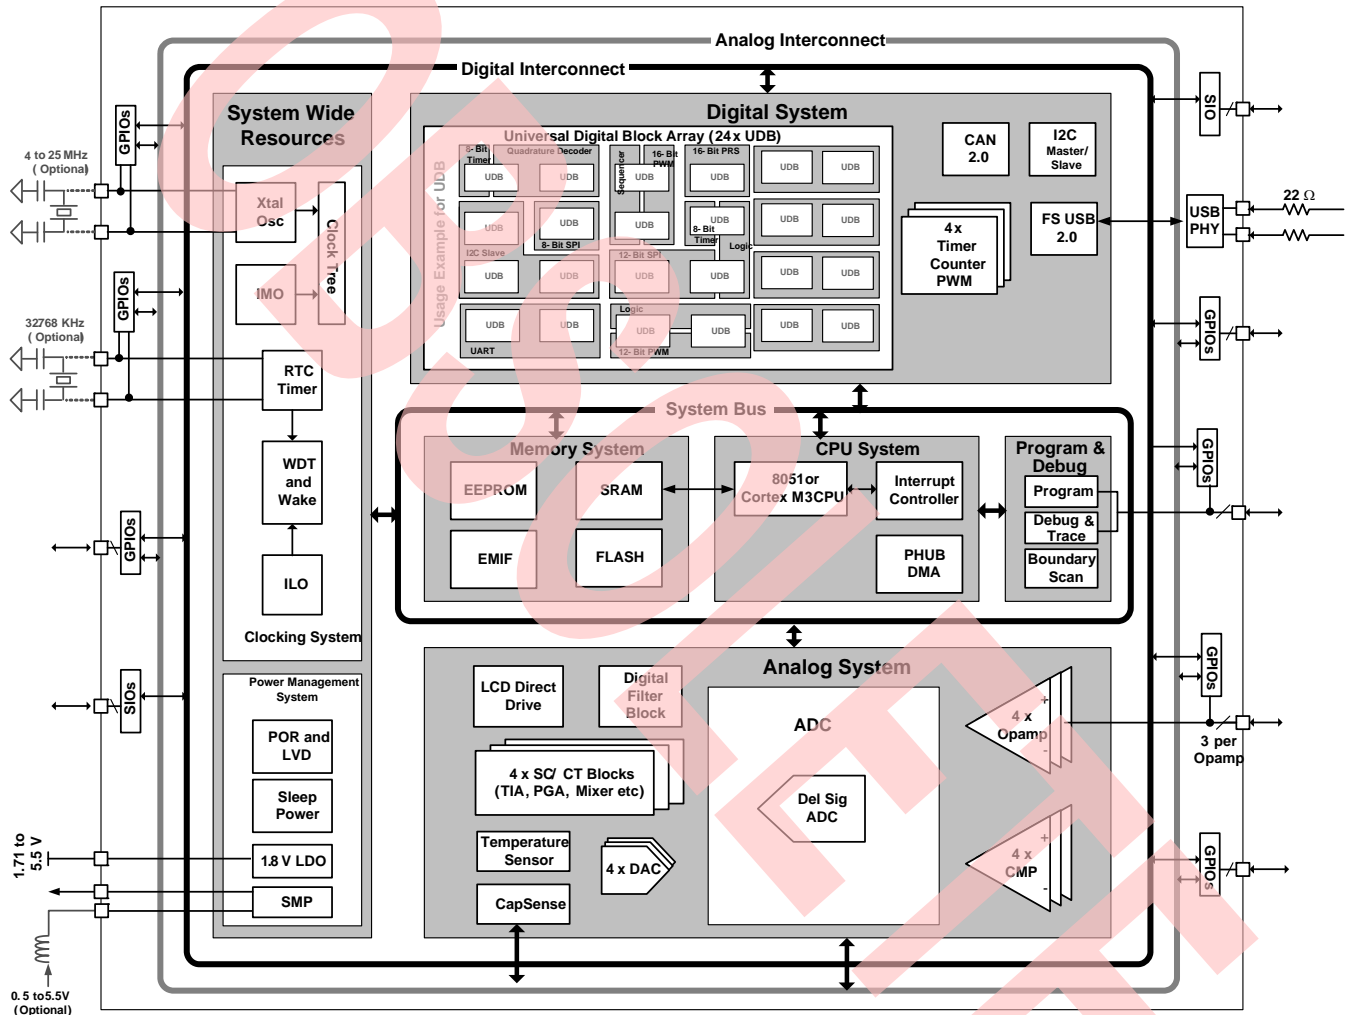 Analog Interconnect
Digital Interconnect
System Wide
Resources
Digital System
Universal Digital Block Array (24x UDB)
Usage Example for UDB
8- Bit
Timer
Quadrature Decoder
Sequencer
16- Bit
PWM
16- Bit PRS
UDB
UDB
UDB
UDB
UDB
UDB
UDB
UDB
UDB
UDB
8- Bit
Timer
Logic
UDB
UDB
I2C Slave
8- Bit SPI
12- Bit SPI
UDB
UDB
UDB
UDB
UDB
UDB
Logic
UDB
UDB
UDB
UDB
UDB
UDB
UART
12- Bit PWM
CAN
2.0
I2C
Master/
Slave
4x
Timer
Counter
PWM
FS USB
2.0
USB
PHY
22 Ω
SIO
GPIOs
GPIOs
GPIOs
GPIOs
3 per
Opamp
4 to 25 MHz
( Optional)
GPIOs
Xtal
Osc
Clock Tree
IMO
32768 KHz
( Optional)
GPIOs
RTC
Timer
WDT
and
Wake
ILO
Clocking System
GPIOs
SIOs
Power Management
System
POR and
LVD
Sleep
Power
1.8 V LDO
SMP
1.71 to
5.5 V
0. 5 to5.5V
(Optional)
System Bus
Memory System
EEPROM
SRAM
EMIF
FLASH
CPU System
8051or
Cortex M3CPU
Interrupt
Controller
PHUB
DMA
Program &
Debug
Program
Debug &
Trace
Boundary
Scan
Analog System
LCD Direct
Drive
Digital
Filter
Block
4 x SC/ CT Blocks
(TIA, PGA, Mixer etc)
Temperature
Sensor
4 x DAC
CapSense
ADC
Del Sig
ADC
+
4 x
Opamp
-
+
4 x
CMP
-
OBSOLETE